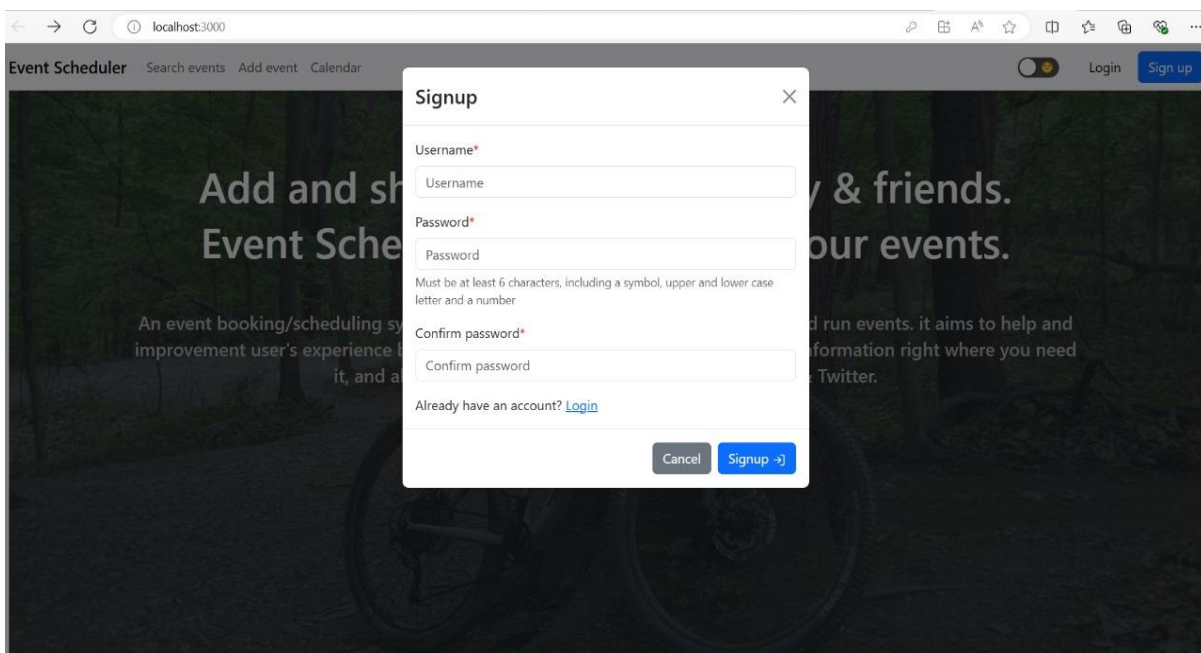 localhost:3000
Event Scheduler Search events Add event Calendar Login Sign up
Signup
Username*
Username
Password*
Password
Must be at least 6 characters, including a symbol, upper and lower case
letter and a number
Confirm password*
Confirm password
Already have an account? Login
Cancel Signup
Add and sh y & friends.
Event Sche our events.
An event booking/scheduling sy d run events. it aims to help and
improvement user's experience formation right where you need
it, and al Twitter.